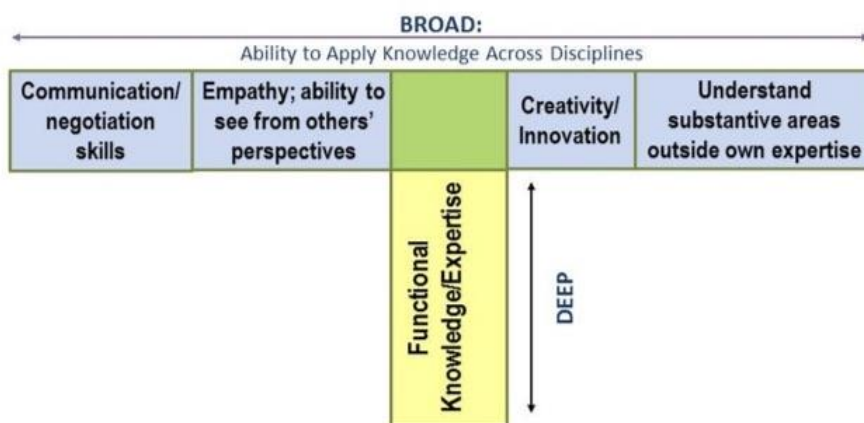 BROAD:
Ability to Apply Knowledge Across Disciplines
Communication/
negotiation
skills
Empathy; ability to
see from others'
perspectives
Creativity/
Innovation
Understand
substantive areas
outside own expertise
Functional
Knowledge/Expertise
DEEP